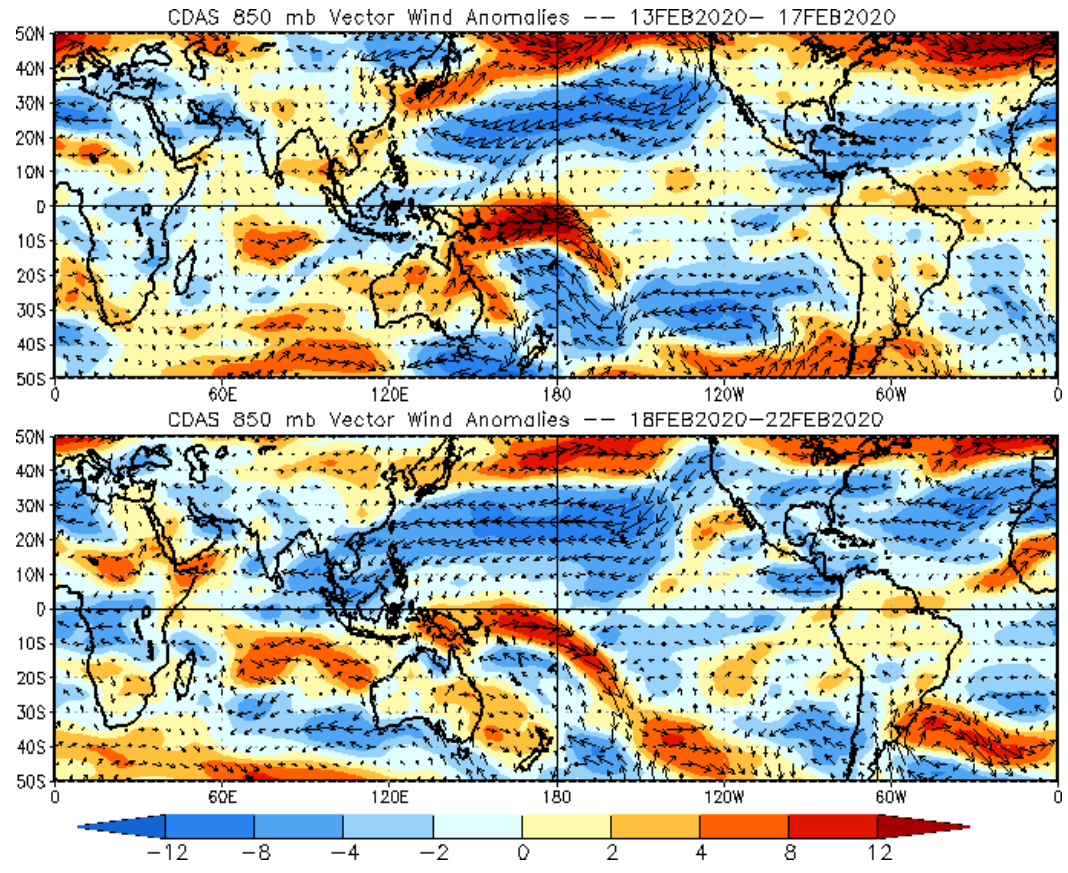 CDAS 850 mb Vector Wind Anomalies -- 13FEB2020- 17FEB2020
50N
40N
30N
20N
10N
0
10S
20S
30S
40S
50S
0 60E 120E 180 120W 60W 0
CDAS 850 mb Vector Wind Anomalies -- 18FEB2020-22FEB2020
50N
40N
30N
20N
10N
0
10S
20S
30S
40S
50S
0 60E 120E 180 120W 60W 0
-12 -8 -4 -2 0 2 4 8 12